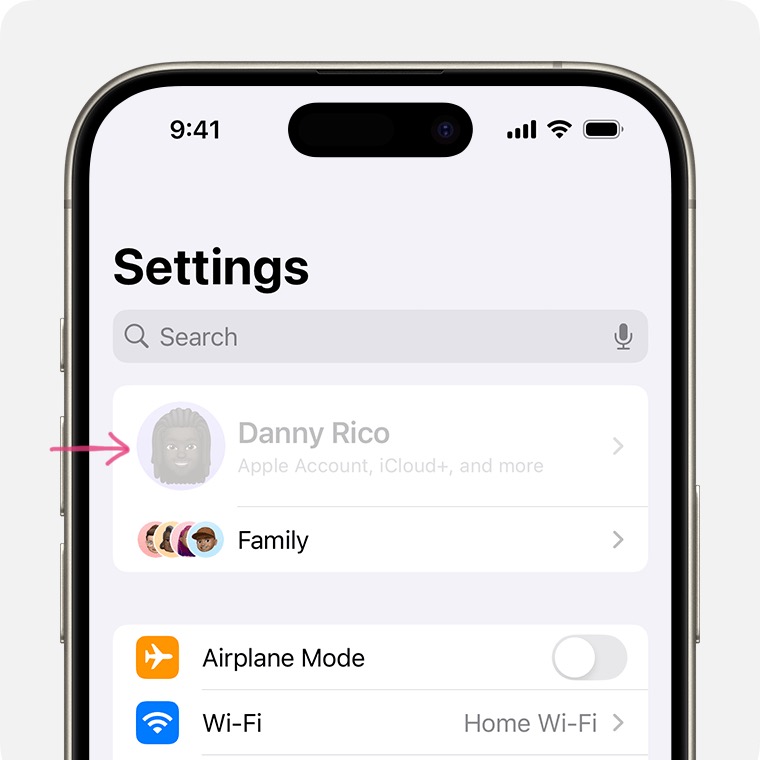 9:41
Settings
Search
Danny Rico
Apple Account, iCloud+, and more
Family
Airplane Mode
Wi-Fi Home Wi-Fi